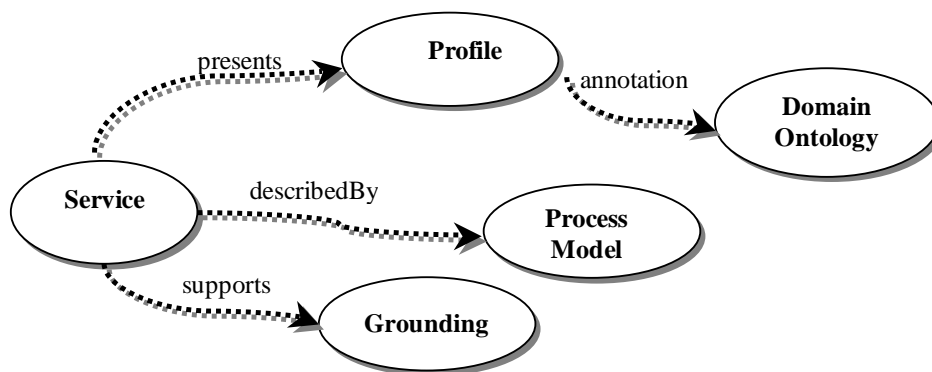 Profile
presents
annotation
Domain
Ontology
Service
describedBy
Process
Model
supports
Grounding